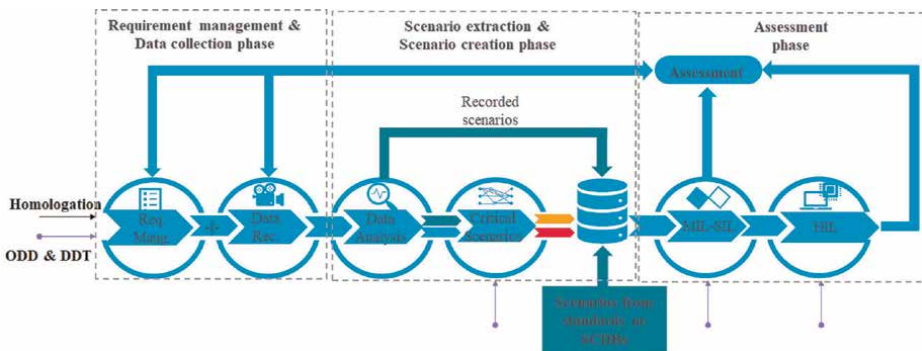 Requirement management &
Data collection phase
Scenario extraction &
Scenario creation phase
Assessment
phase
Assessment
Recorded
scenarios
Homologation
ODD & DDT
Req.
Mang.
Data
Rec.
Data
Analysis
Critical
Scenarios
MIL-SIL
HIL
Scenarios from
standards or
SCDBs